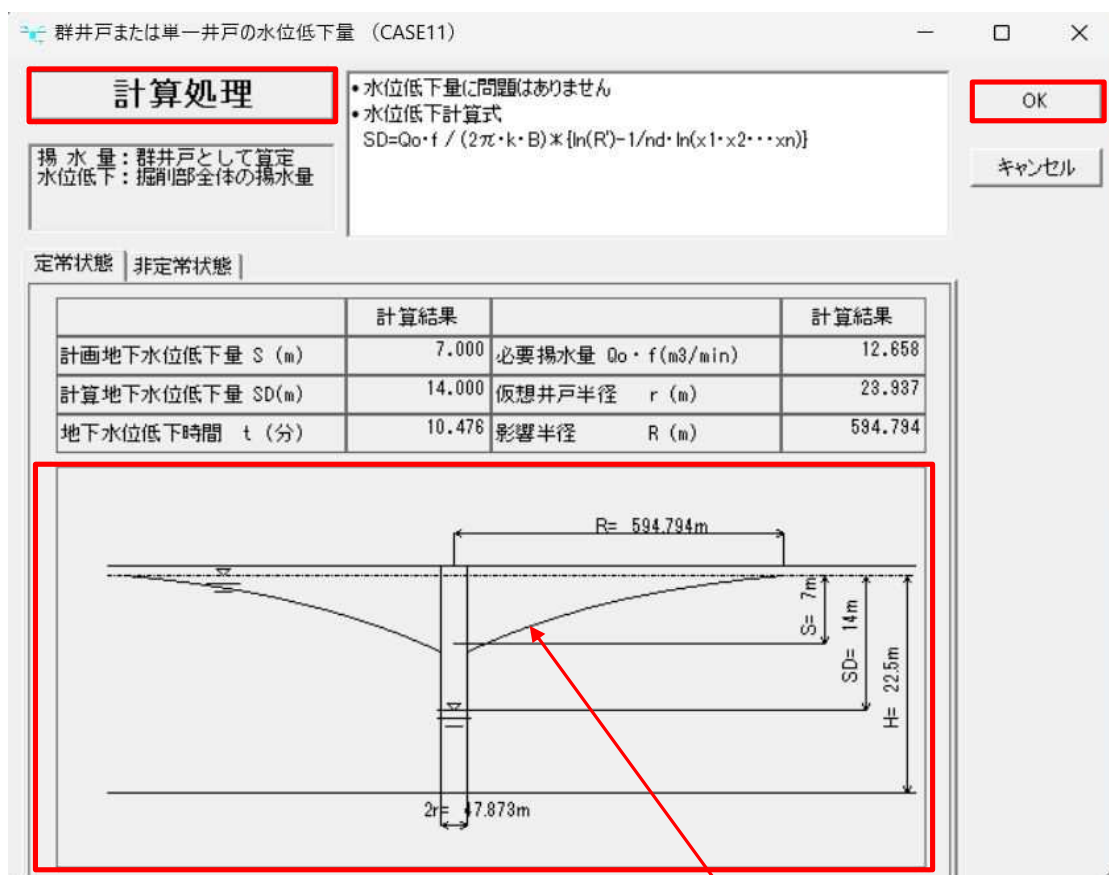 群井戸または単一井戸の水位低下量 （CASE11）
計算処理
・水位低下量に問題はありません
・水位低下計算式
SD=Qo・f / (2π・k・B)＊{ln(R')-1/nd・ln(x1・x2・・・xn)}
OK
キャンセル
揚 水 量：群井戸として算定
水位低下：掘削部全体の揚水量
定常状態 非定常状態
計算結果 計算結果
計画地下水位低下量 S (m) 7.000 必要揚水量 Qo・f(m3/min) 12.658
計算地下水位低下量 SD(m) 14.000 仮想井戸半径 r (m) 23.937
地下水位低下時間 t (分) 10.476 影響半径 R (m) 594.794
R= 594.794m
S= 7m
SD= 14m
H= 22.5m
2r= 47.873m